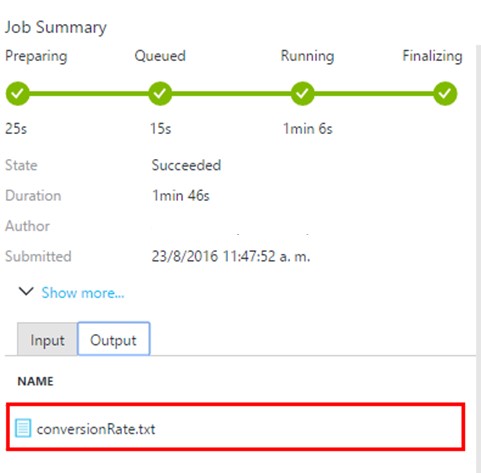 Job Summary
Preparing Queued Running Finalizing
25s 15s 1min 6s
State Succeeded
Duration 1min 46s
Author
Submitted 23/8/2016 11:47:52 a. m.
Show more...
Input Output
NAME
conversionRate.txt